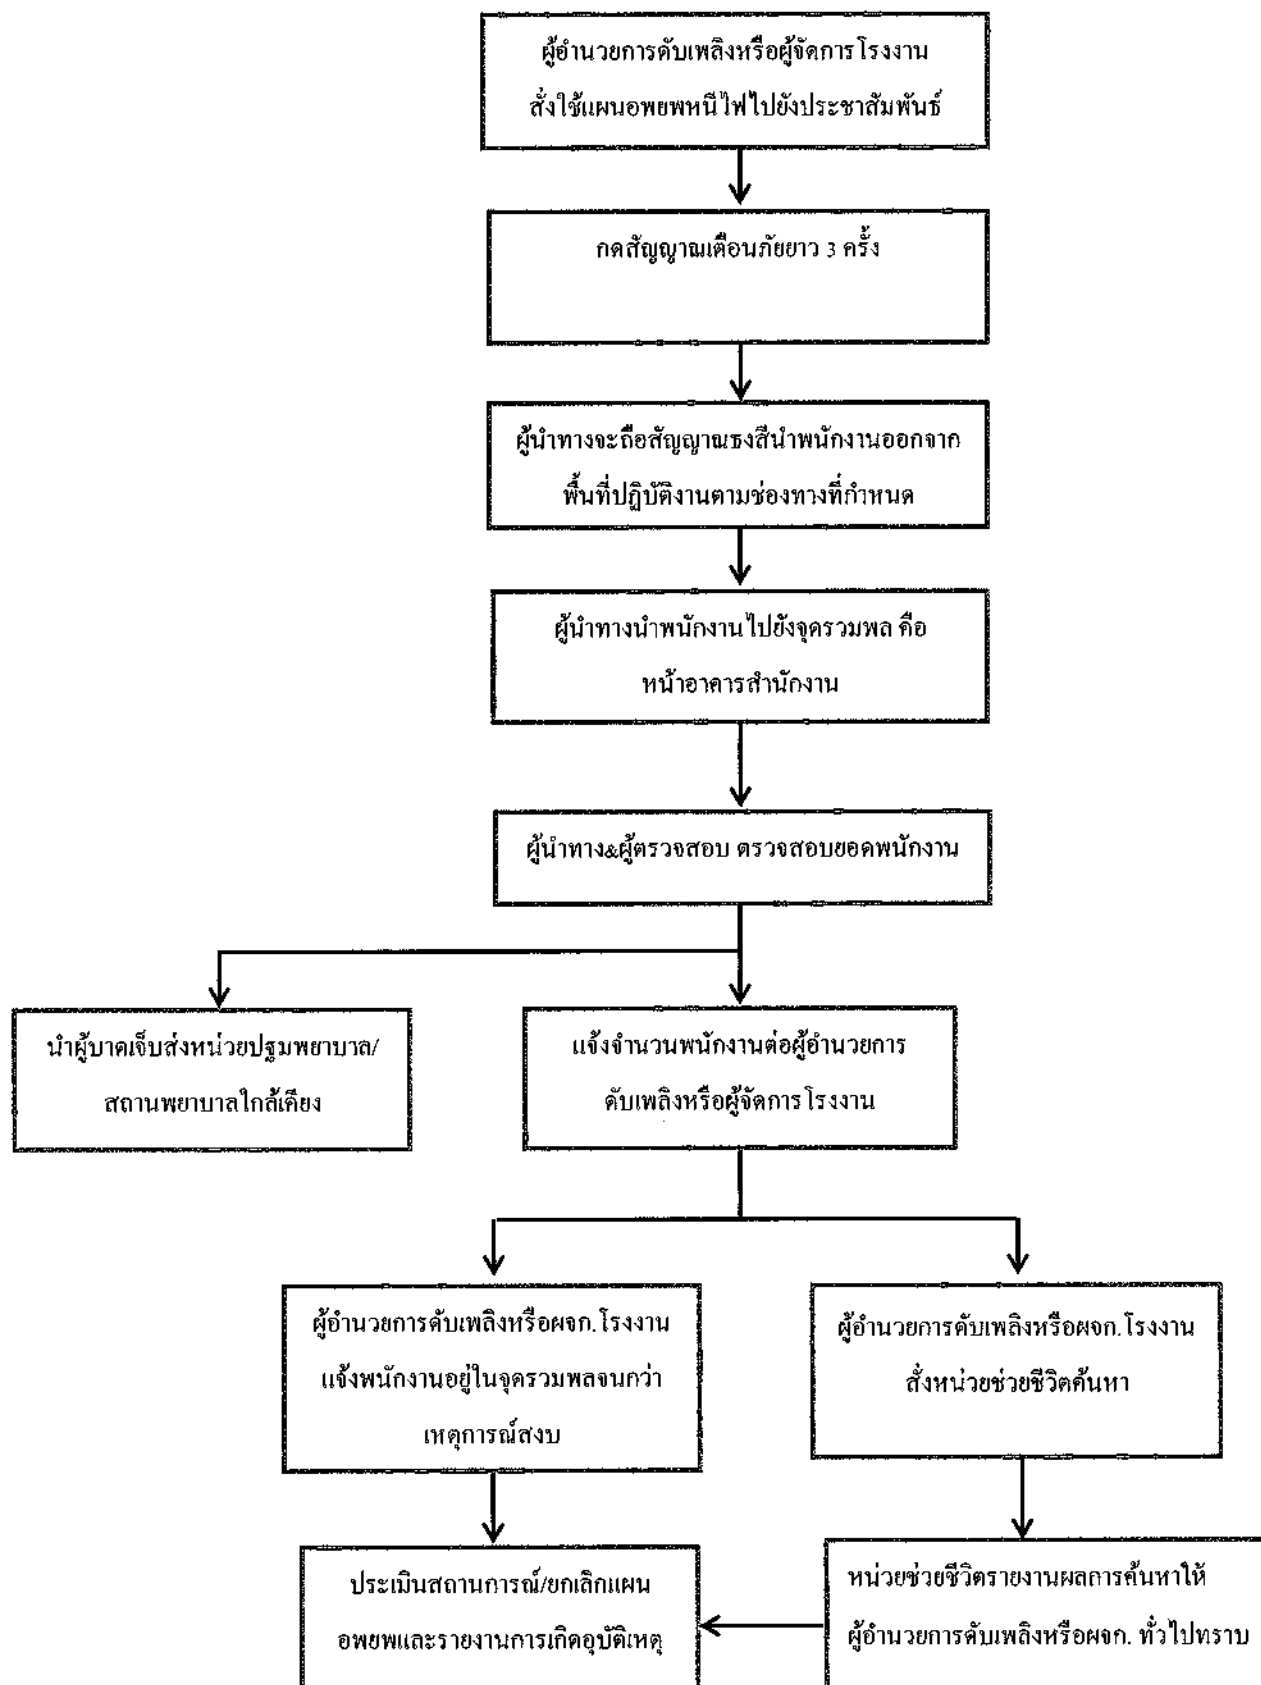 ผู้อำนวยการดับเพลิงหรือผู้จัดการโรงงาน
สั่งใช้แผนอพยพหนีไฟไปยังประชาสัมพันธ์
กดสัญญาณเตือนภัยยาว 3 ครั้ง
ผู้นำทางจะถือสัญญาณธงสีนำพนักงานออกจาก
พื้นที่ปฏิบัติงานตามช่องทางที่กำหนด
ผู้นำทางนำพนักงานไปยังจุดรวมพล คือ
หน้าอาคารสำนักงาน
ผู้นำทาง&ผู้ตรวจสอบ ตรวจสอบยอดพนักงาน
นำผู้บาดเจ็บส่งหน่วยปฐมพยาบาล/
สถานพยาบาลใกล้เคียง
แจ้งจำนวนพนักงานต่อผู้อำนวยการ
ดับเพลิงหรือผู้จัดการโรงงาน
ผู้อำนวยการดับเพลิงหรือผจก.โรงงาน
แจ้งพนักงานอยู่ในจุดรวมพลจนกว่า
เหตุการณ์สงบ
ผู้อำนวยการดับเพลิงหรือผจก.โรงงาน
สั่งหน่วยช่วยชีวิตค้นหา
ประเมินสถานการณ์/ยกเลิกแผน
อพยพและรายงานการเกิดอุบัติเหตุ
หน่วยช่วยชีวิตรายงานผลการค้นหาให้
ผู้อำนวยการดับเพลิงหรือผจก. ทั่วไปทราบ